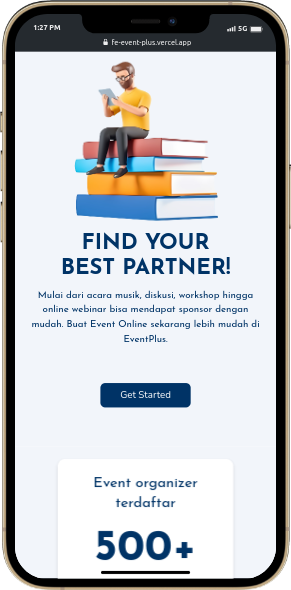 1:27 PM
5G
fe-event-plus.vercel.app
FIND YOUR
BEST PARTNER!
Mulai dari acara musik, diskusi, workshop hingga
online webinar bisa mendapat sponsor dengan
mudah. Buat Event Online sekarang lebih mudah di
EventPlus.
Get Started
Event organizer
terdaftar
500+